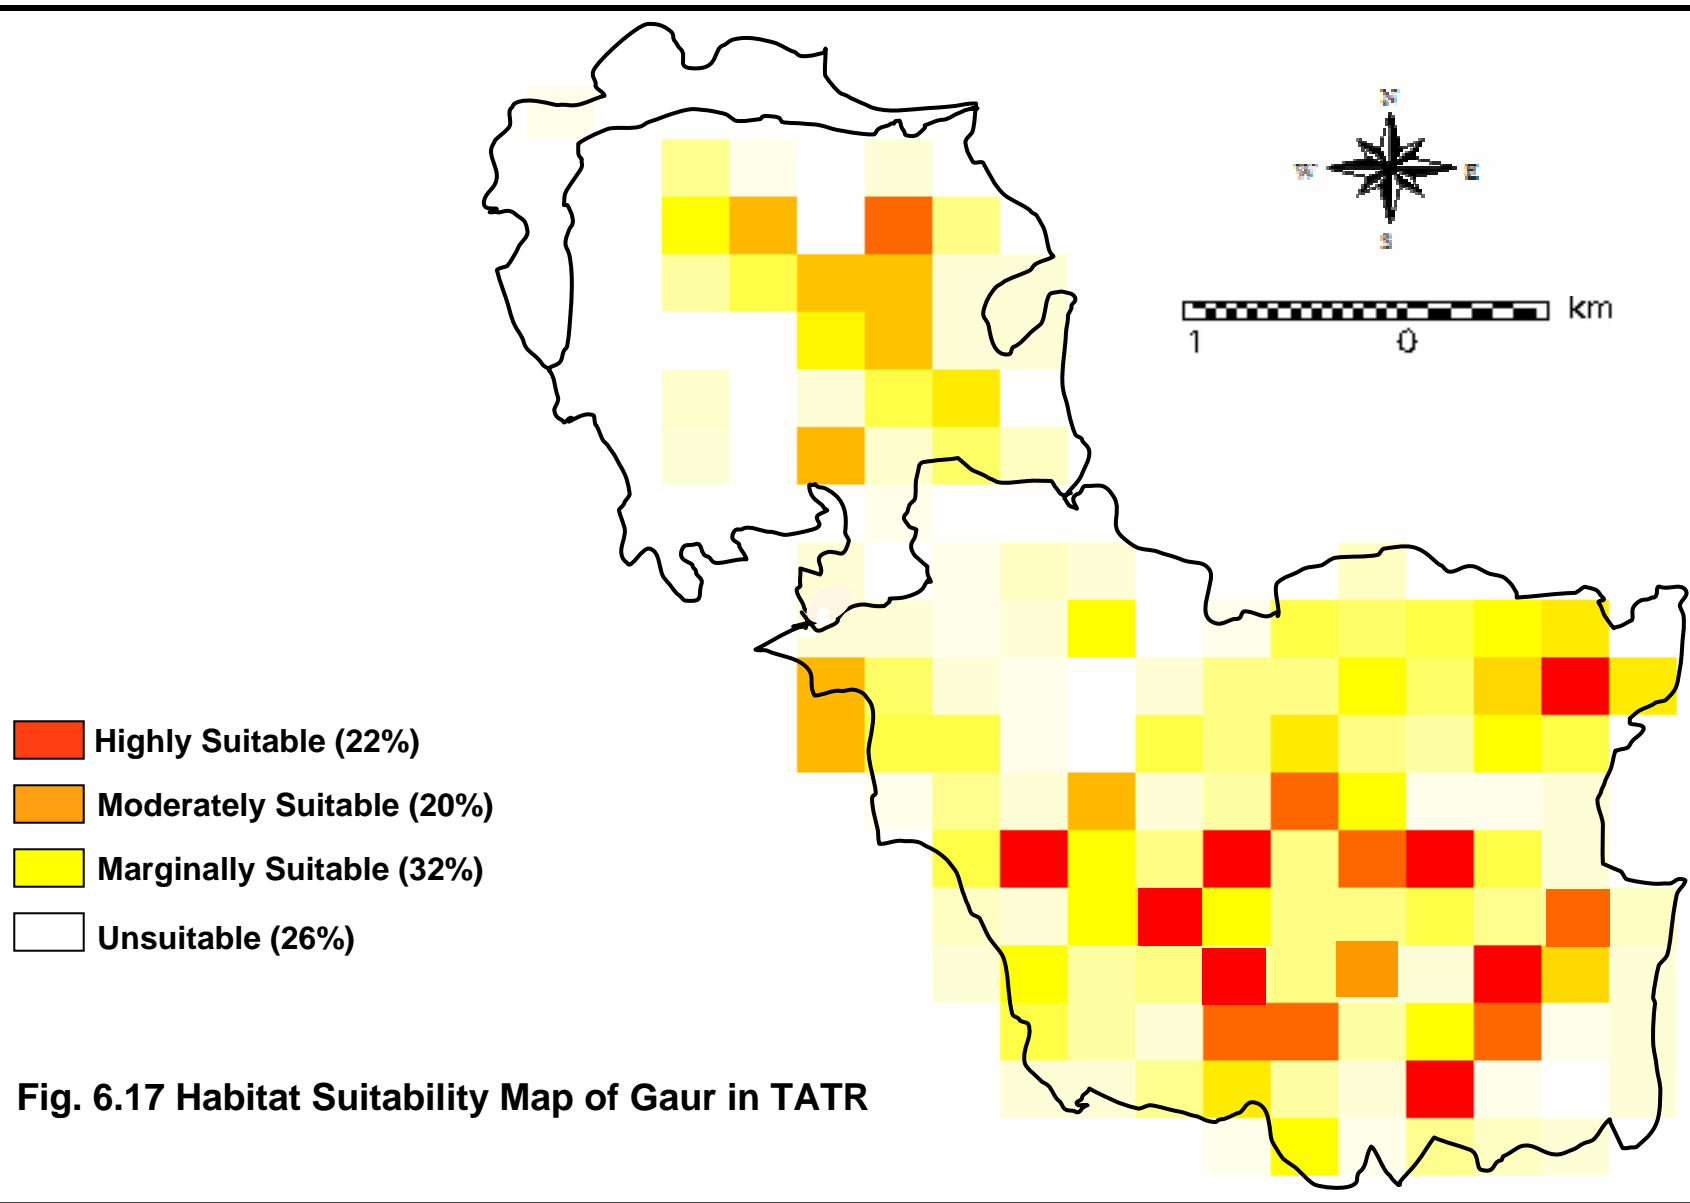 N
W E
S
km
1 0
Highly Suitable (22%)
Moderately Suitable (20%)
Marginally Suitable (32%)
Unsuitable (26%)
Fig. 6.17 Habitat Suitability Map of Gaur in TATR